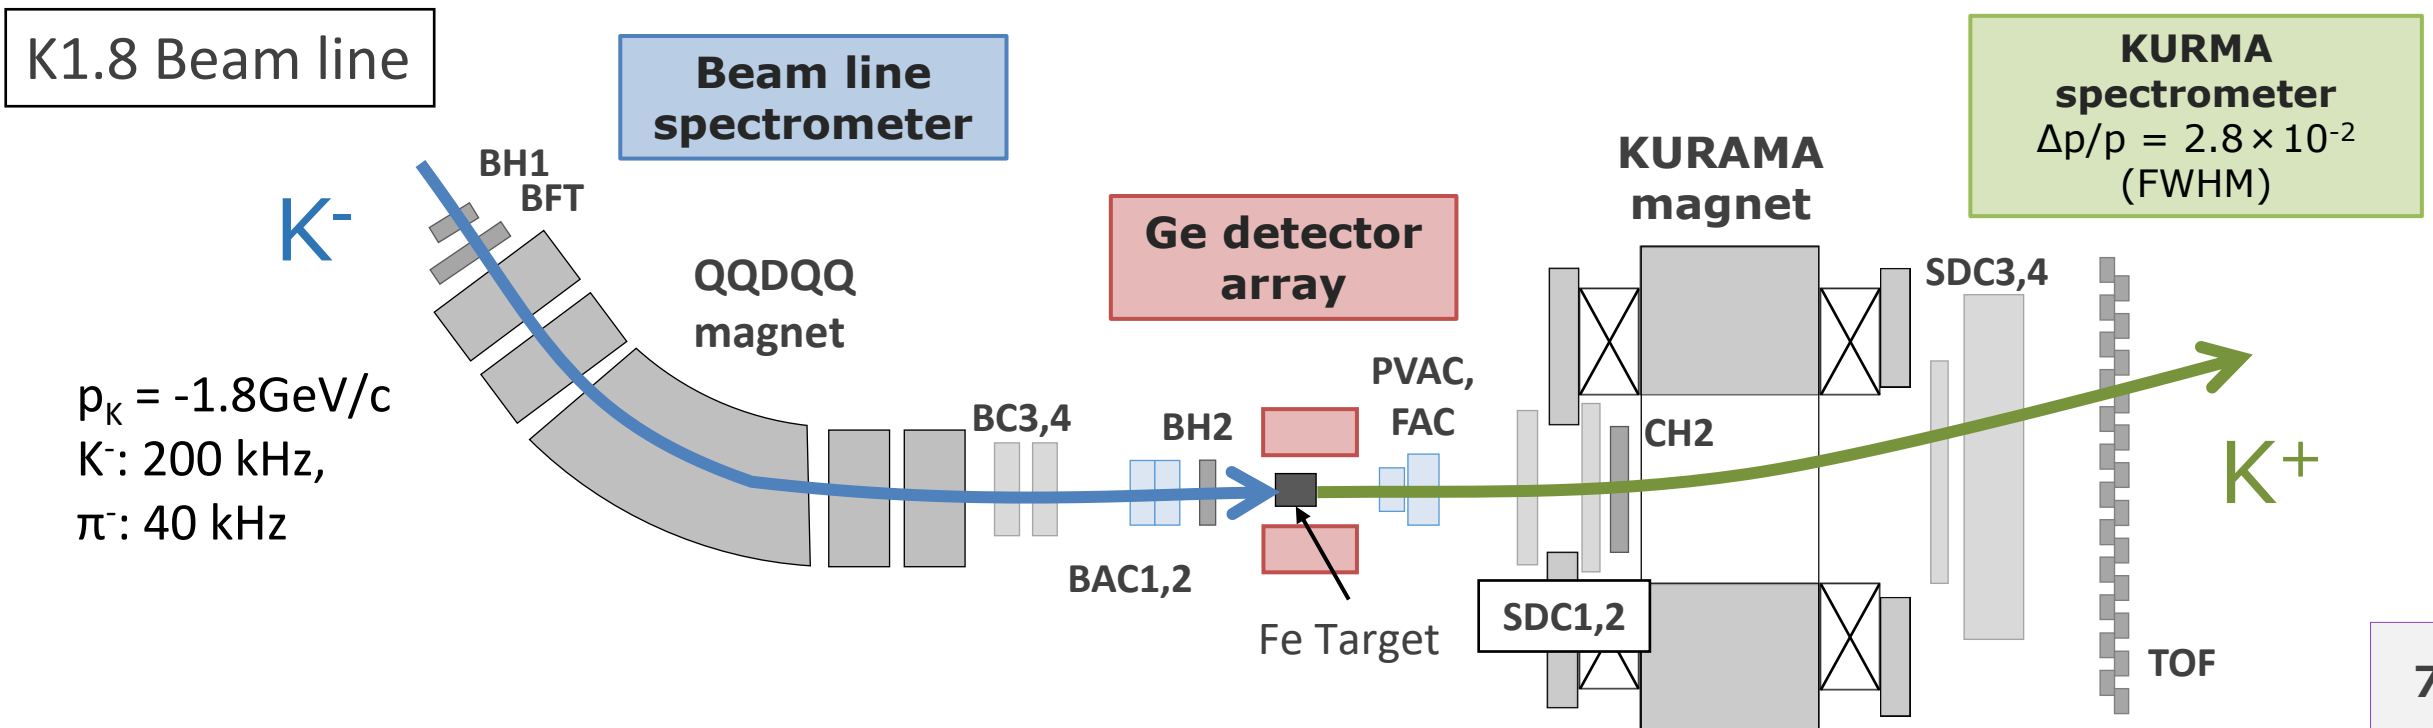 K1.8 Beam line
Beam line
spectrometer
KURMA
spectrometer
Δp/p = 2.8×10⁻²
(FWHM)
KURAMA
magnet
BH1
BFT
K⁻
Ge detector
array
QQDQQ
magnet
SDC3,4
PVAC,
FAC
pK = -1.8GeV/c
K⁻: 200 kHz,
π⁻: 40 kHz
BC3,4
BH2
CH2
K⁺
BAC1,2
SDC1,2
Fe Target
TOF
7